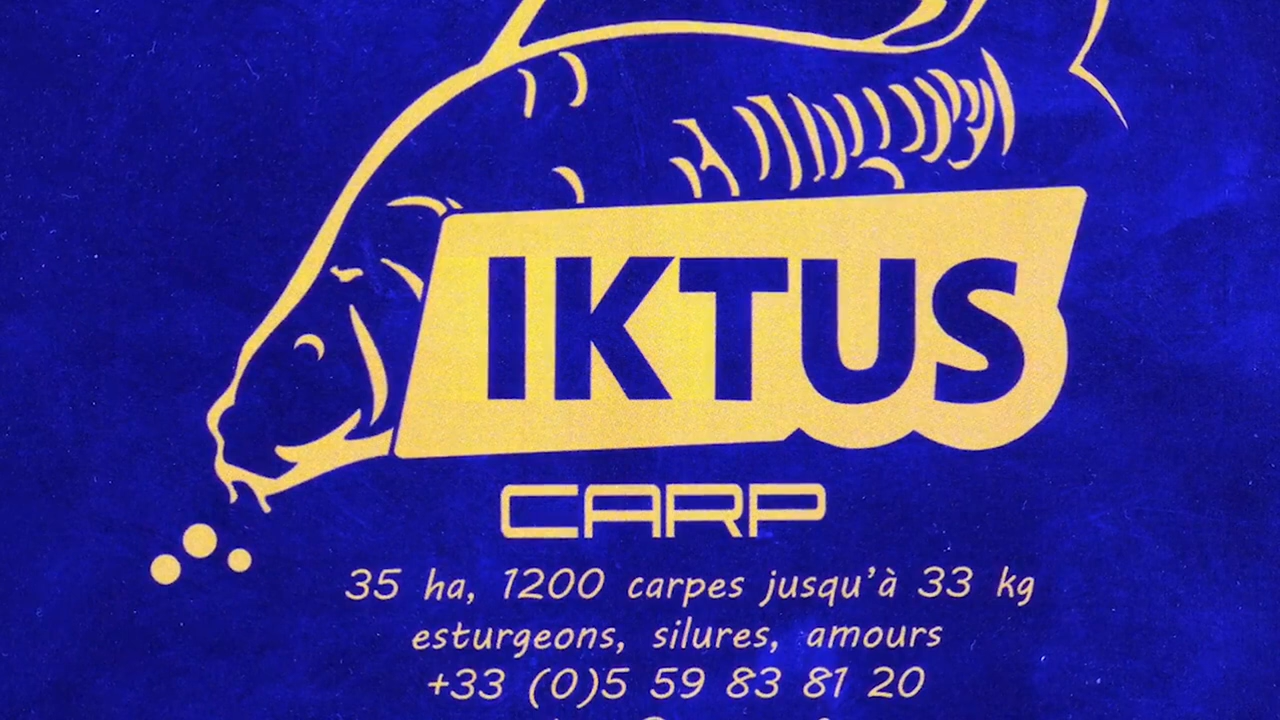 IKTUS
CARP
35 ha, 1200 carpes jusqu'à 33 kg
esturgeons, silures, amours
+33 (0)5 59 83 81 20